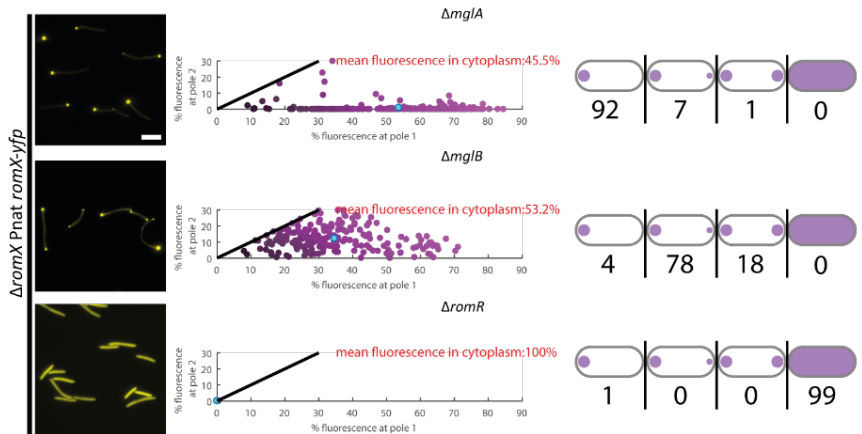 ΔromX Pnat romX-yfp
ΔmglA
mean fluorescence in cytoplasm:45.5%
% fluorescence
at pole 2
30
20
10
0
0 10 20 30 40 50 60 70 80 90
% fluorescence at pole 1
92 7 1 0
ΔmglB
mean fluorescence in cytoplasm:53.2%
% fluorescence
at pole 2
30
20
10
0
0 10 20 30 40 50 60 70 80 90
% fluorescence at pole 1
4 78 18 0
ΔromR
mean fluorescence in cytoplasm:100%
% fluorescence
at pole 2
30
20
10
0
0 10 20 30 40 50 60 70 80 90
% fluorescence at pole 1
1 0 0 99